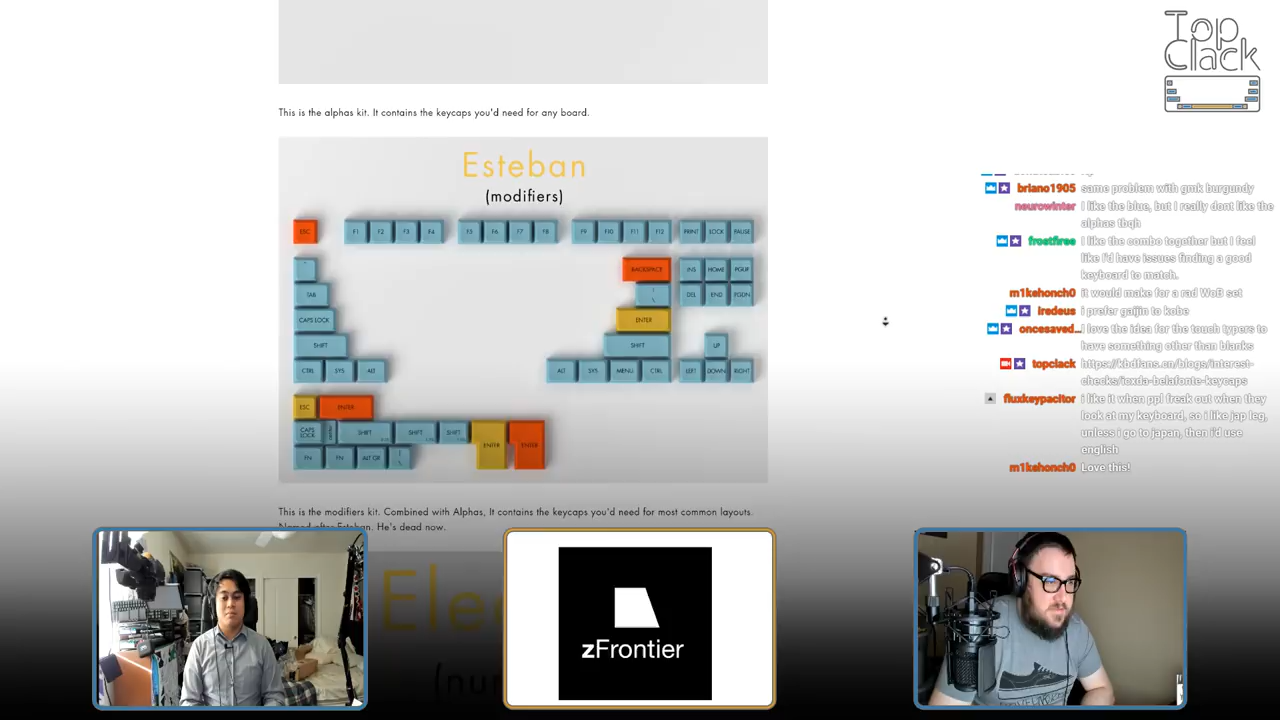 Top
Clack
This is the alphas kit. It contains the keycaps you'd need for any board.
Esteban
(modifiers)
ESC F1 F2 F3 F4 F5 F6 F7 F8 F9 F10 F11 F12 PRINT LOCK PAUSE
BACKSPACE INS HOME PGUP
TAB DEL END PGDN
CAPS LOCK ENTER
SHIFT SHIFT UP
CTRL SYS ALT ALT SYS MENU CTRL LEFT DOWN RIGHT
ESC ENTER
CAPS LOCK SHIFT SHIFT SHIFT ENTER ENTER
FN FN ALT GR
This is the modifiers kit. Combined with Alphas, It contains the keycaps you'd need for most common layouts.
Named after Esteban. He's dead now.
briano1905 same problem with gmk burgundy
neurowinter I like the blue, but I really dont like the
alphas tbqh
frostfiree I like the combo together but I feel
like I'd have issues finding a good
keyboard to match.
m1kehonch0 it would make for a rad WoB set
iredeus i prefer gaijin to kobe
oncesaved... I love the idea for the touch typers to
have something other than blanks
topclack https://kbdfans.cn/blogs/interest-
checks/icxda-belafonte-keycaps
fluxkeypacitor i like it when ppl freak out when
they look at my keyboard, so i like jap leg,
unless i go to japan, then i'd use
english
m1kehonch0 Love this!
zFrontier